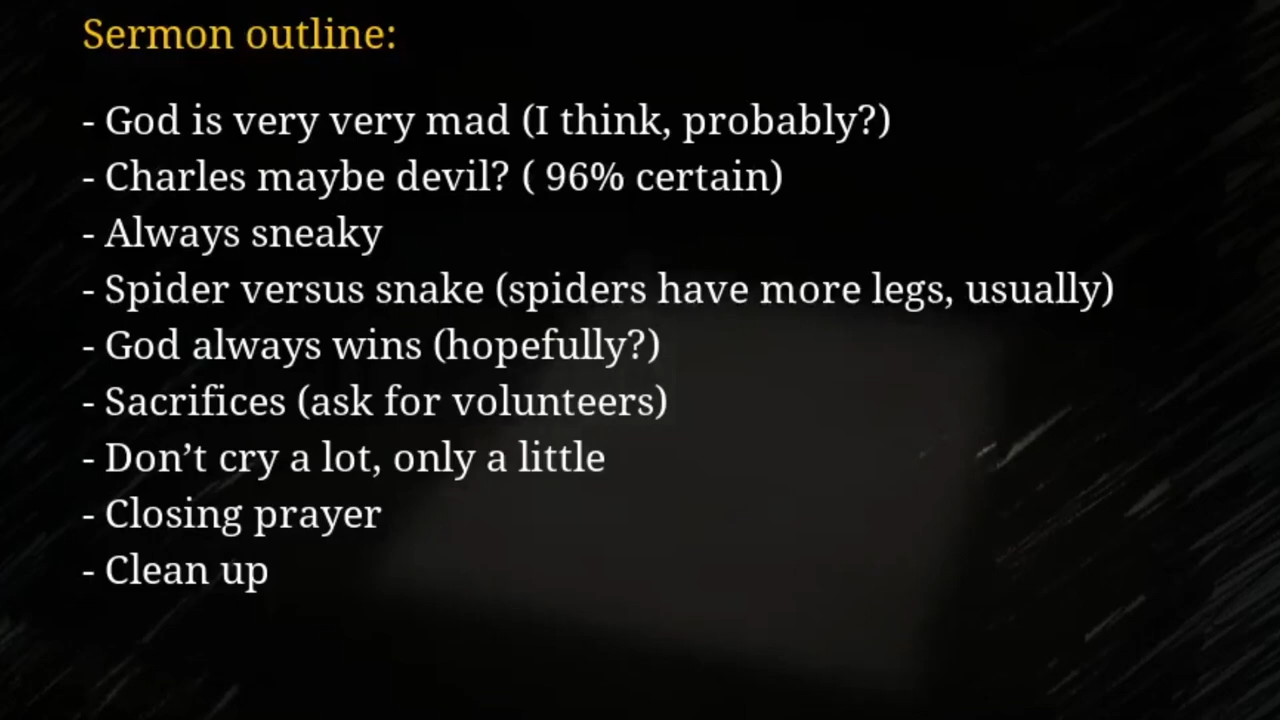 Sermon outline:
- God is very very mad (I think, probably?)
- Charles maybe devil? ( 96% certain)
- Always sneaky
- Spider versus snake (spiders have more legs, usually)
- God always wins (hopefully?)
- Sacrifices (ask for volunteers)
- Don’t cry a lot, only a little
- Closing prayer
- Clean up